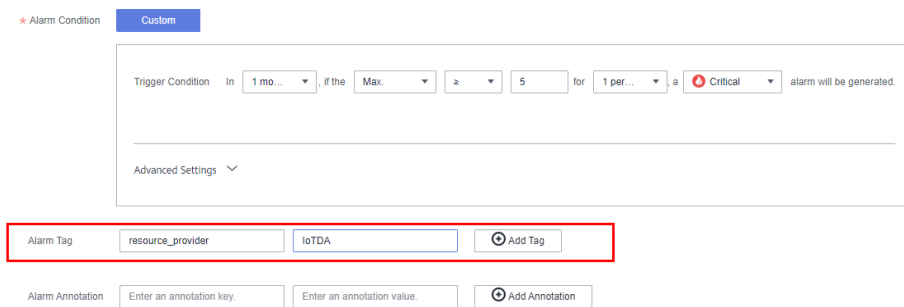 * Alarm Condition Custom
Trigger Condition In 1 mo... , if the Max. ≥ 5 for 1 per... , a Critical alarm will be generated.
Advanced Settings
Alarm Tag resource_provider IoTDA Add Tag
Alarm Annotation Enter an annotation key. Enter an annotation value. Add Annotation